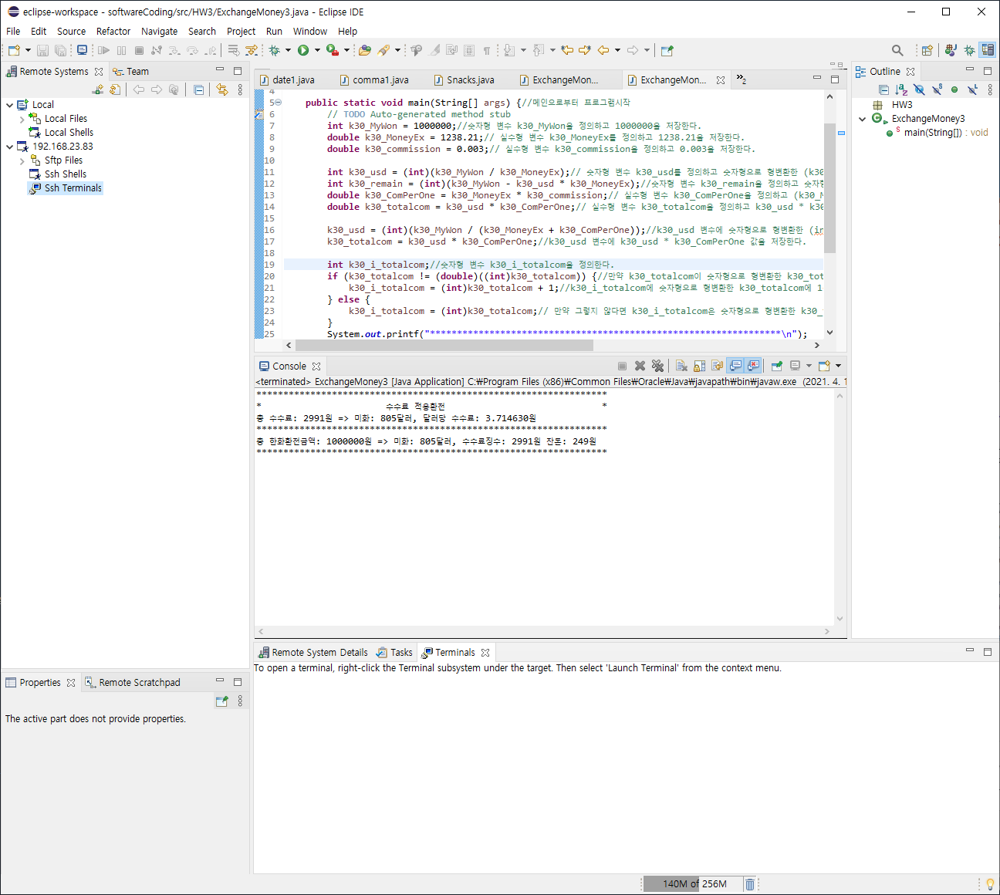 eclipse-workspace - softwareCoding/src/HW3/ExchangeMoney3.java - Eclipse IDE
File Edit Source Refactor Navigate Search Project Run Window Help
Remote Systems Team
Local
Local Files
Local Shells
192.168.23.83
Sftp Files
Ssh Shells
Ssh Terminals
date1.java comma1.java Snacks.java ExchangeMon... ExchangeMon... »2
4
5 public static void main(String[] args) {//메인으로부터 프로그램시작
6 // TODO Auto-generated method stub
7 int k30_MyWon = 1000000;//숫자형 변수 k30_MyWon을 정의하고 1000000을 저장한다.
8 double k30_MoneyEx = 1238.21;// 실수형 변수 k30_MoneyEx를 정의하고 1238.21을 저장한다.
9 double k30_commission = 0.003;// 실수형 변수 k30_commission을 정의하고 0.003을 저장한다.
10
11 int k30_usd = (int)(k30_MyWon / k30_MoneyEx);// 숫자형 변수 k30_usd를 정의하고 숫자형으로 형변환한 (k30
12 int k30_remain = (int)(k30_MyWon - k30_usd * k30_MoneyEx);//숫자형 변수 k30_remain을 정의하고 숫자형
13 double k30_ComPerOne = k30_MoneyEx * k30_commission;// 실수형 변수 k30_ComPerOne을 정의하고 (k30_M
14 double k30_totalcom = k30_usd * k30_ComPerOne;// 실수형 변수 k30_totalcom을 정의하고 k30_usd * k30
15
16 k30_usd = (int)(k30_MyWon / (k30_MoneyEx + k30_ComPerOne));//k30_usd 변수에 숫자형으로 형변환한 (in
17 k30_totalcom = k30_usd * k30_ComPerOne;//k30_usd 변수에 k30_usd * k30_ComPerOne 값을 저장한다.
18
19 int k30_i_totalcom;//숫자형 변수 k30_i_totalcom을 정의한다.
20 if (k30_totalcom != (double)((int)k30_totalcom)) {//만약 k30_totalcom이 숫자형으로 형변환한 k30_tot
21 k30_i_totalcom = (int)k30_totalcom + 1;//k30_i_totalcom에 숫자형으로 형변환한 k30_totalcom에 1
22 } else {
23 k30_i_totalcom = (int)k30_totalcom;// 만약 그렇지 않다면 k30_i_totalcom은 숫자형으로 형변환한 k30_
24 }
25 System.out.printf("*****************************************************************\n");
Outline
HW3
ExchangeMoney3
main(String[]) : void
Console
<terminated> ExchangeMoney3 [Java Application] C:₩Program Files (x86)₩Common Files₩Oracle₩Java₩javapath₩bin₩javaw.exe (2021. 4. 1
*****************************************************************
* 수수료 적용환전 *
총 수수료: 2991원 => 미화: 805달러, 달러당 수수료: 3.714630원
*****************************************************************
총 한화환전금액: 1000000원 => 미화: 805달러, 수수료징수: 2991원 잔돈: 249원
*****************************************************************
Remote System Details Tasks Terminals
To open a terminal, right-click the Terminal subsystem under the target. Then select 'Launch Terminal' from the context menu.
Properties Remote Scratchpad
The active part does not provide properties.
140M of 256M